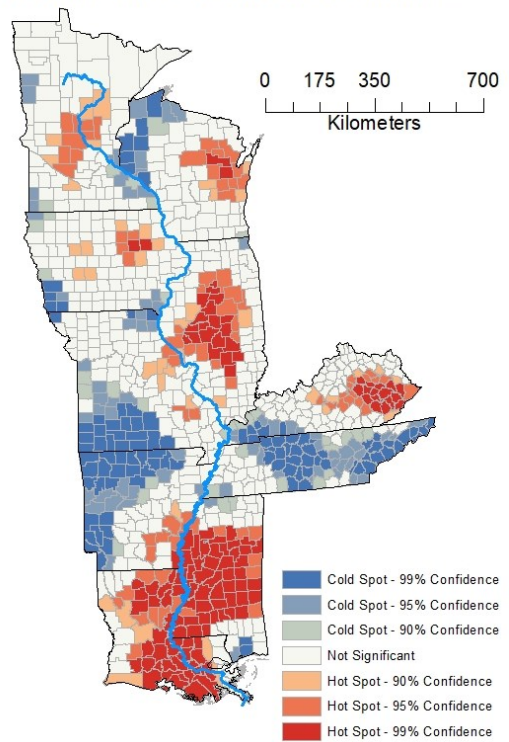 0 175 350 700
Kilometers
Cold Spot - 99% Confidence
Cold Spot - 95% Confidence
Cold Spot - 90% Confidence
Not Significant
Hot Spot - 90% Confidence
Hot Spot - 95% Confidence
Hot Spot - 99% Confidence